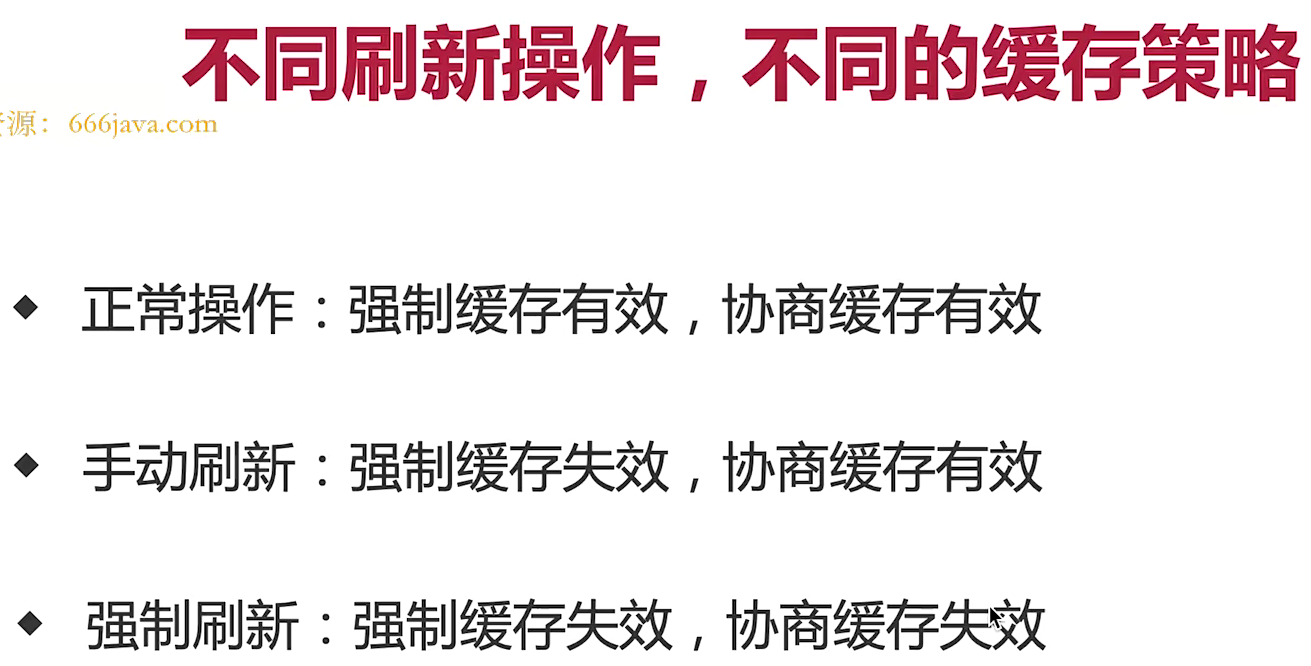 不同刷新操作，不同的缓存策略
源：666java.com
正常操作：强制缓存有效，协商缓存有效
手动刷新：强制缓存失效，协商缓存有效
强制刷新：强制缓存失效，协商缓存失效